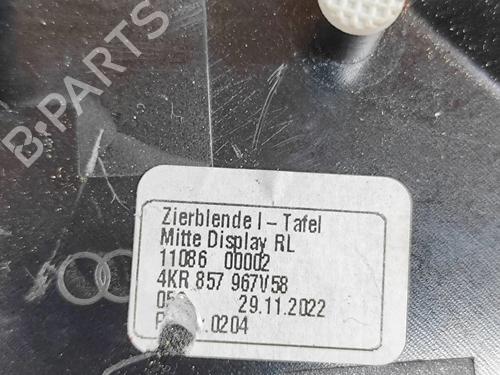 B-PARTS
Zierblende I - Tafel
Mitte Display RL
11086 00002
4KR 857 967V58
29.11.2022
.0204